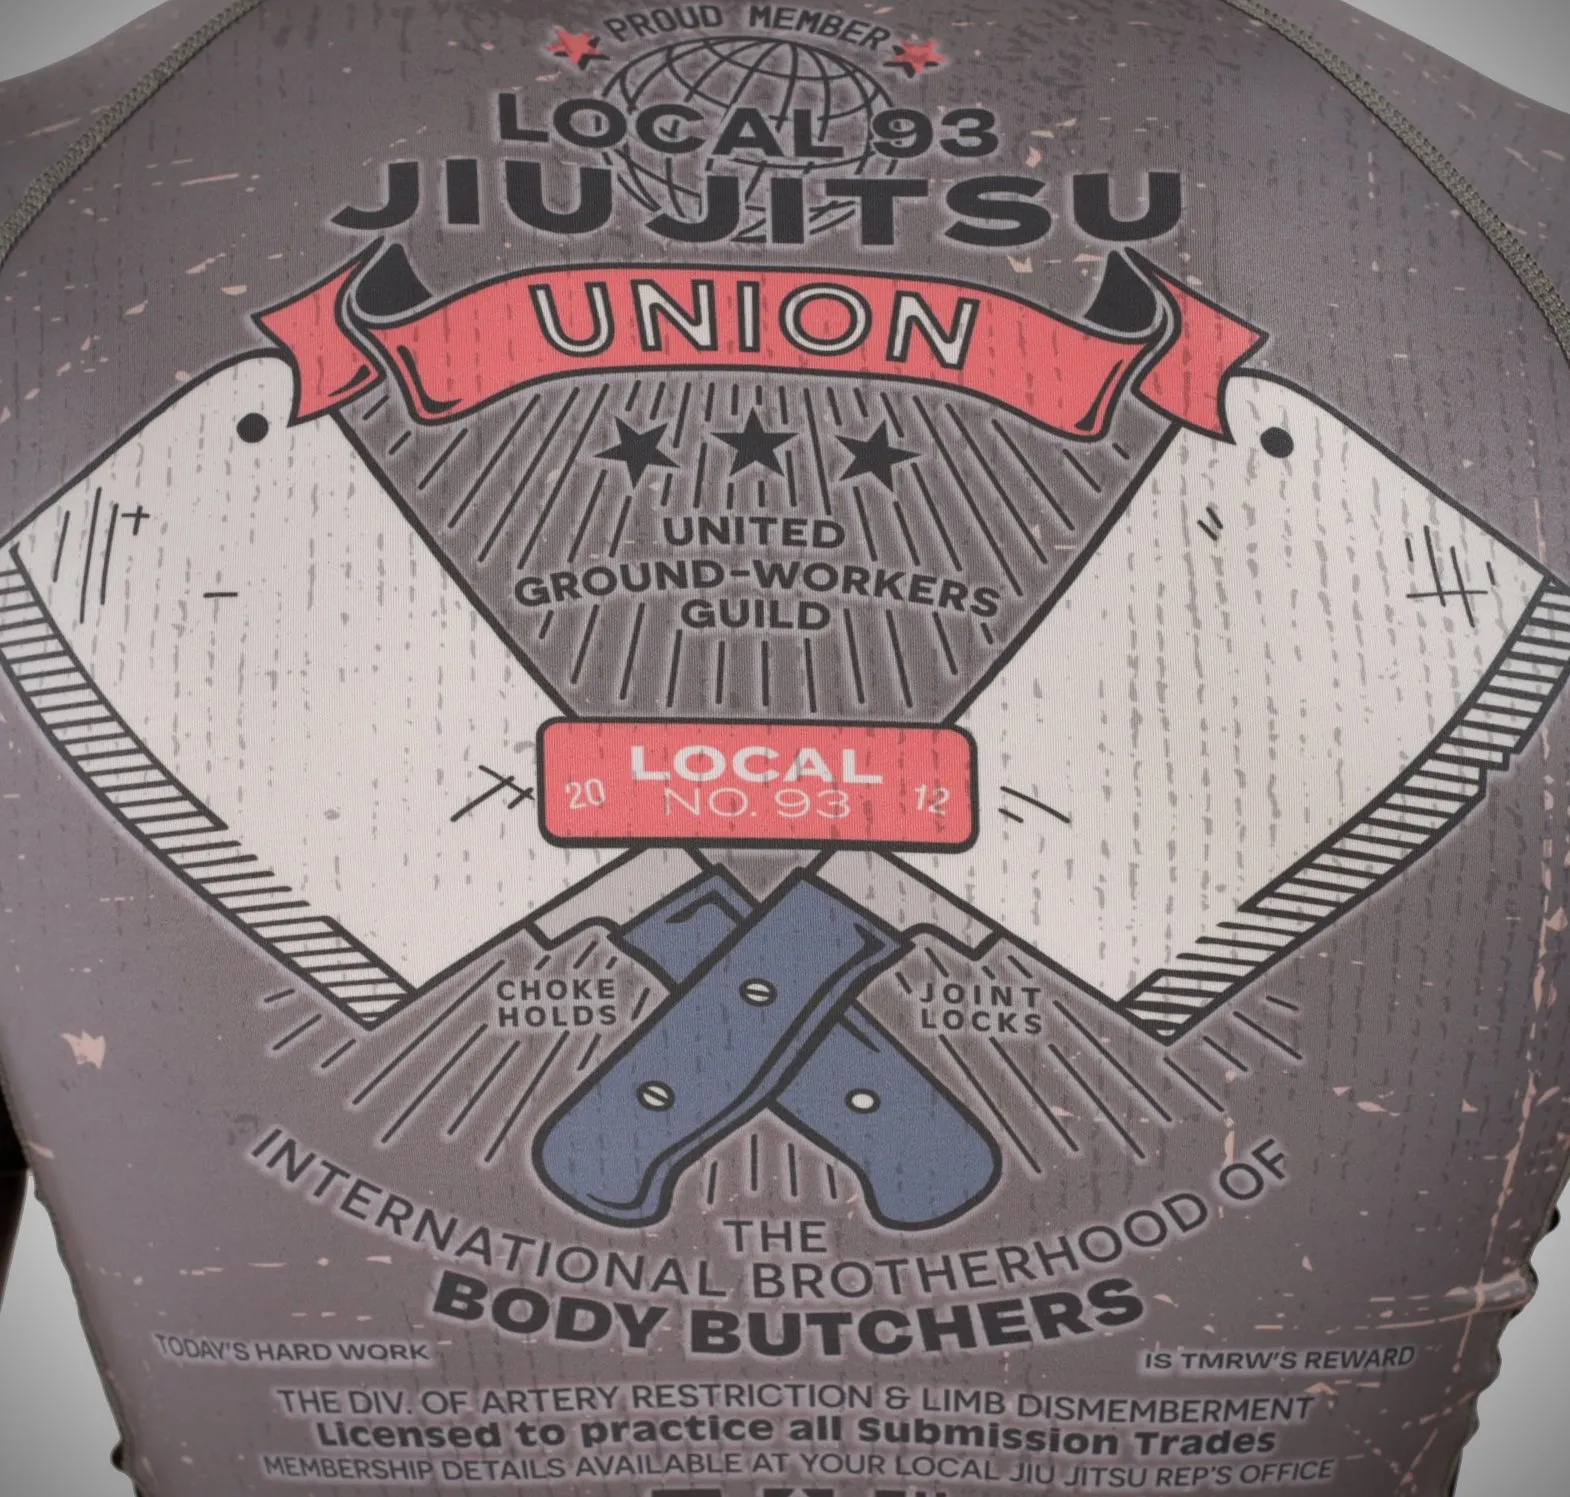 PROUD MEMBER
LOCAL 93
JIU JITSU
UNION
UNITED
GROUND-WORKERS
GUILD
LOCAL
20 NO. 93 12
CHOKE
HOLDS
JOINT
LOCKS
THE
INTERNATIONAL BROTHERHOOD OF
BODY BUTCHERS
TODAY'S HARD WORK
IS TMRW'S REWARD
THE DIV. OF ARTERY RESTRICTION & LIMB DISMEMBERMENT
Licensed to practice all Submission Trades
MEMBERSHIP DETAILS AVAILABLE AT YOUR LOCAL JIU JITSU REP'S OFFICE